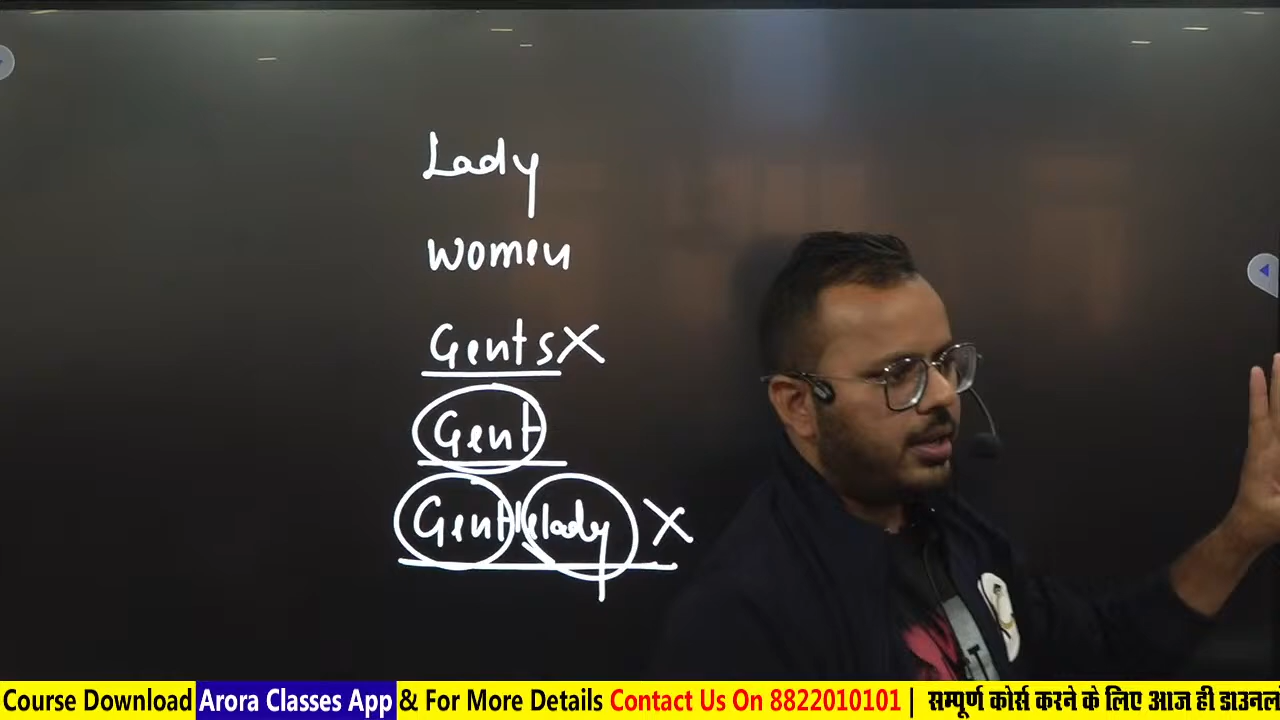 Lady
Women
Gents X
Gent
Gentlelady X
Course Download Arora Classes App & For More Details Contact Us On 8822010101 | सम्पूर्ण कोर्स करने के लिए आज ही डाउनल